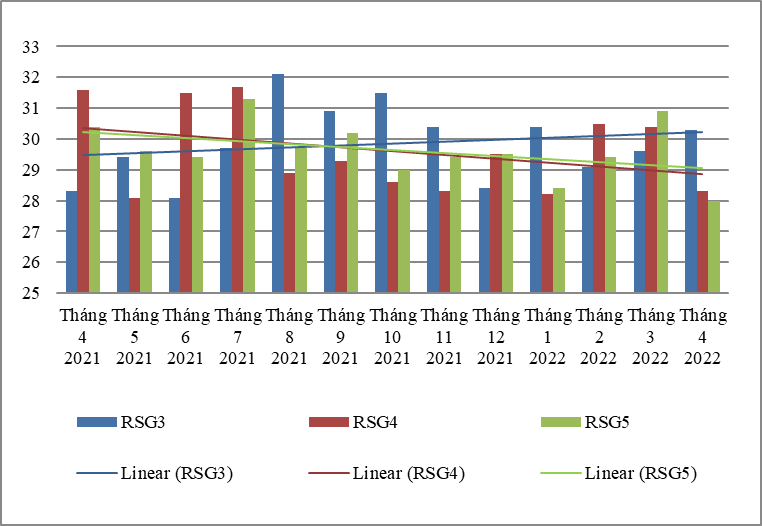 33
32
31
30
29
28
27
26
25
Tháng Tháng Tháng Tháng Tháng Tháng Tháng Tháng Tháng Tháng Tháng Tháng Tháng
4 5 6 7 8 9 10 11 12 1 2 3 4
2021 2021 2021 2021 2021 2021 2021 2021 2021 2022 2022 2022 2022
RSG3 RSG4 RSG5
Linear (RSG3) Linear (RSG4) Linear (RSG5)